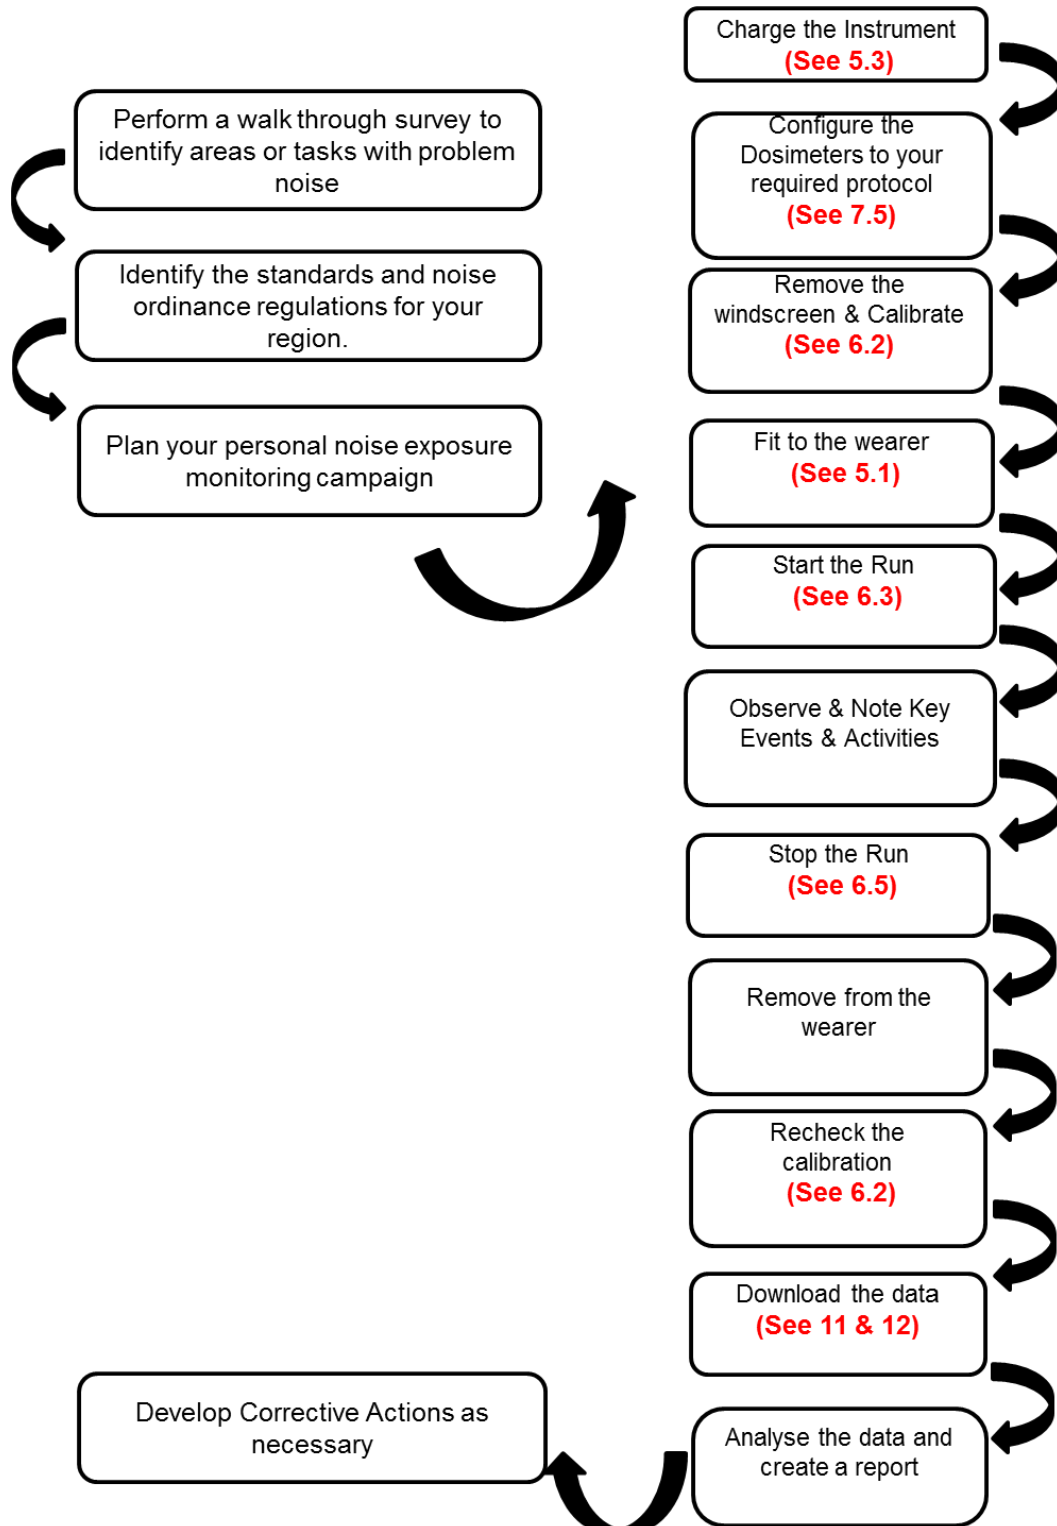 Perform a walk through survey to
identify areas or tasks with problem
noise
Identify the standards and noise
ordinance regulations for your
region.
Plan your personal noise exposure
monitoring campaign
Charge the Instrument
(See 5.3)
Configure the
Dosimeters to your
required protocol
(See 7.5)
Remove the
windscreen & Calibrate
(See 6.2)
Fit to the wearer
(See 5.1)
Start the Run
(See 6.3)
Observe & Note Key
Events & Activities
Stop the Run
(See 6.5)
Remove from the
wearer
Recheck the
calibration
(See 6.2)
Download the data
(See 11 & 12)
Analyse the data and
create a report
Develop Corrective Actions as
necessary